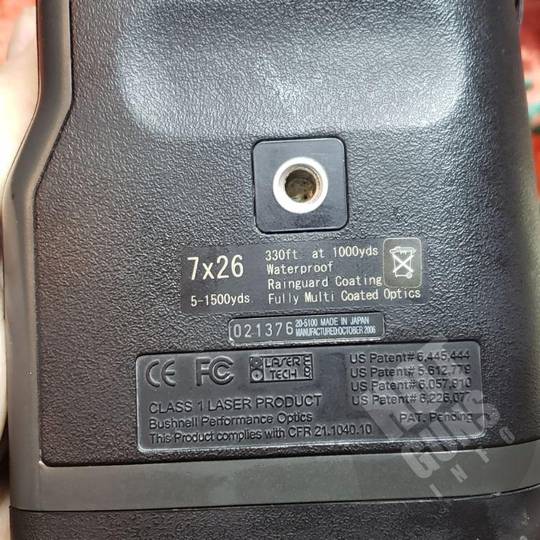 7x26
5-1500yds
330ft at 1000yds
Waterproof
Rainguard Coating
Fully Multi Coated Optics
021376
20-5100 MADE IN JAPAN
MANUFACTURED:OCTOBER 2006
CE FC
LASER
TECH
CLASS 1 LASER PRODUCT
Bushnell Performance Optics
This Product complies with CFR 21.1040.10
US Patent# 6,445,444
US Patent# 5,612,779
US Patent# 6,057,910
US Patent# 6,226,07
PAT. Pending
GUNS
INFO